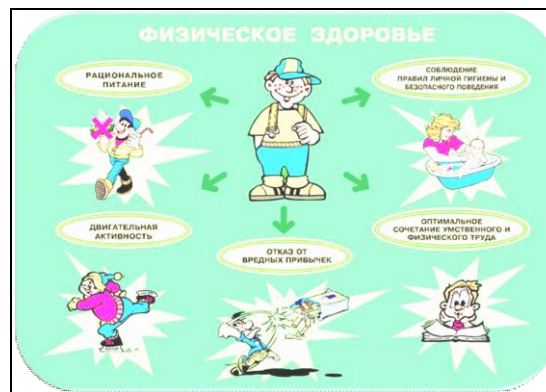 ФИЗИЧЕСКОЕ ЗДОРОВЬЕ
РАЦИОНАЛЬНОЕ
ПИТАНИЕ
СОБЛЮДЕНИЕ
ПРАВИЛ ЛИЧНОЙ ГИГИЕНЫ И
БЕЗОПАСНОГО ПОВЕДЕНИЯ
ДВИГАТЕЛЬНАЯ
АКТИВНОСТЬ
ОТКАЗ ОТ
ВРЕДНЫХ ПРИВЫЧЕК
ОПТИМАЛЬНОЕ
СОЧЕТАНИЕ УМСТВЕННОГО И
ФИЗИЧЕСКОГО ТРУДА